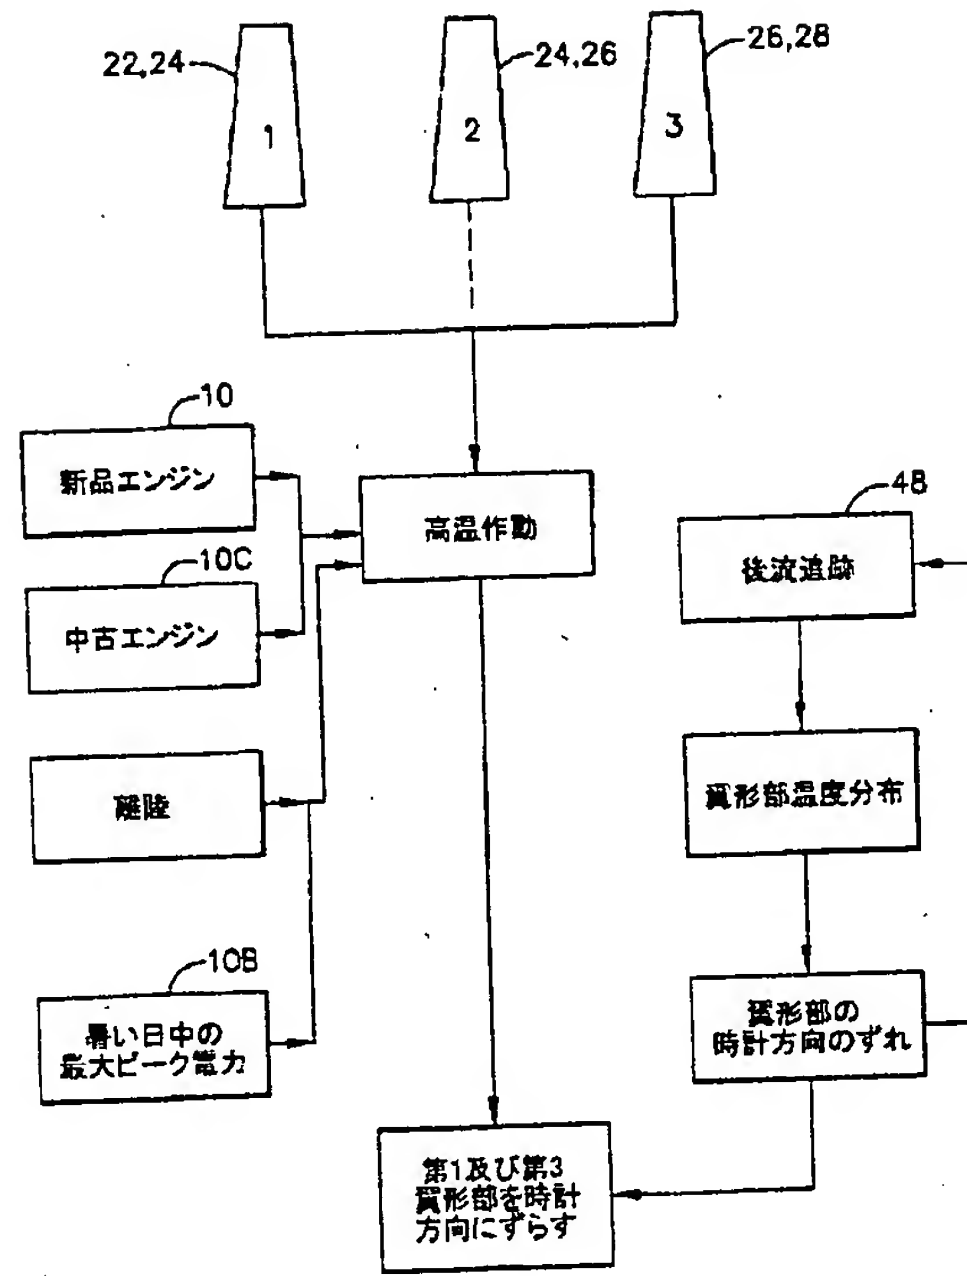 22,24
24,26
26,28
1
2
3
10
新品エンジン
高温作動
48
後流追跡
10C
中古エンジン
離陸
翼形部温度分布
10B
暑い日中の
最大ピーク電力
翼形部の
時計方向のずれ
第1及び第3
翼形部を時計
方向にずらす